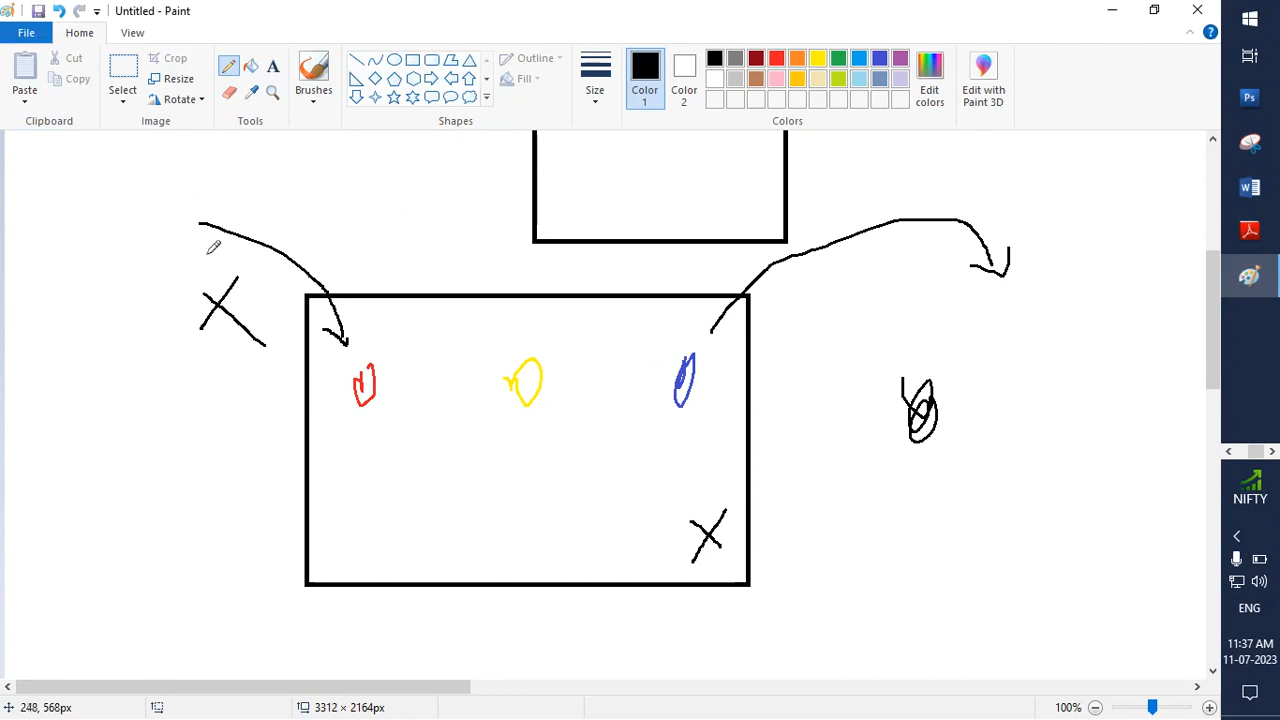 Untitled - Paint
File
Home
View
Paste
Cut
Copy
Clipboard
Select
Crop
Resize
Rotate
Image
A
Tools
Brushes
Outline
Fill
Shapes
Size
Color 1
Color 2
Edit colors
Colors
Edit with Paint 3D
Ps
W
X
X
NIFTY
ENG
11:37 AM
11-07-2023
248, 568px
3312 × 2164px
100%